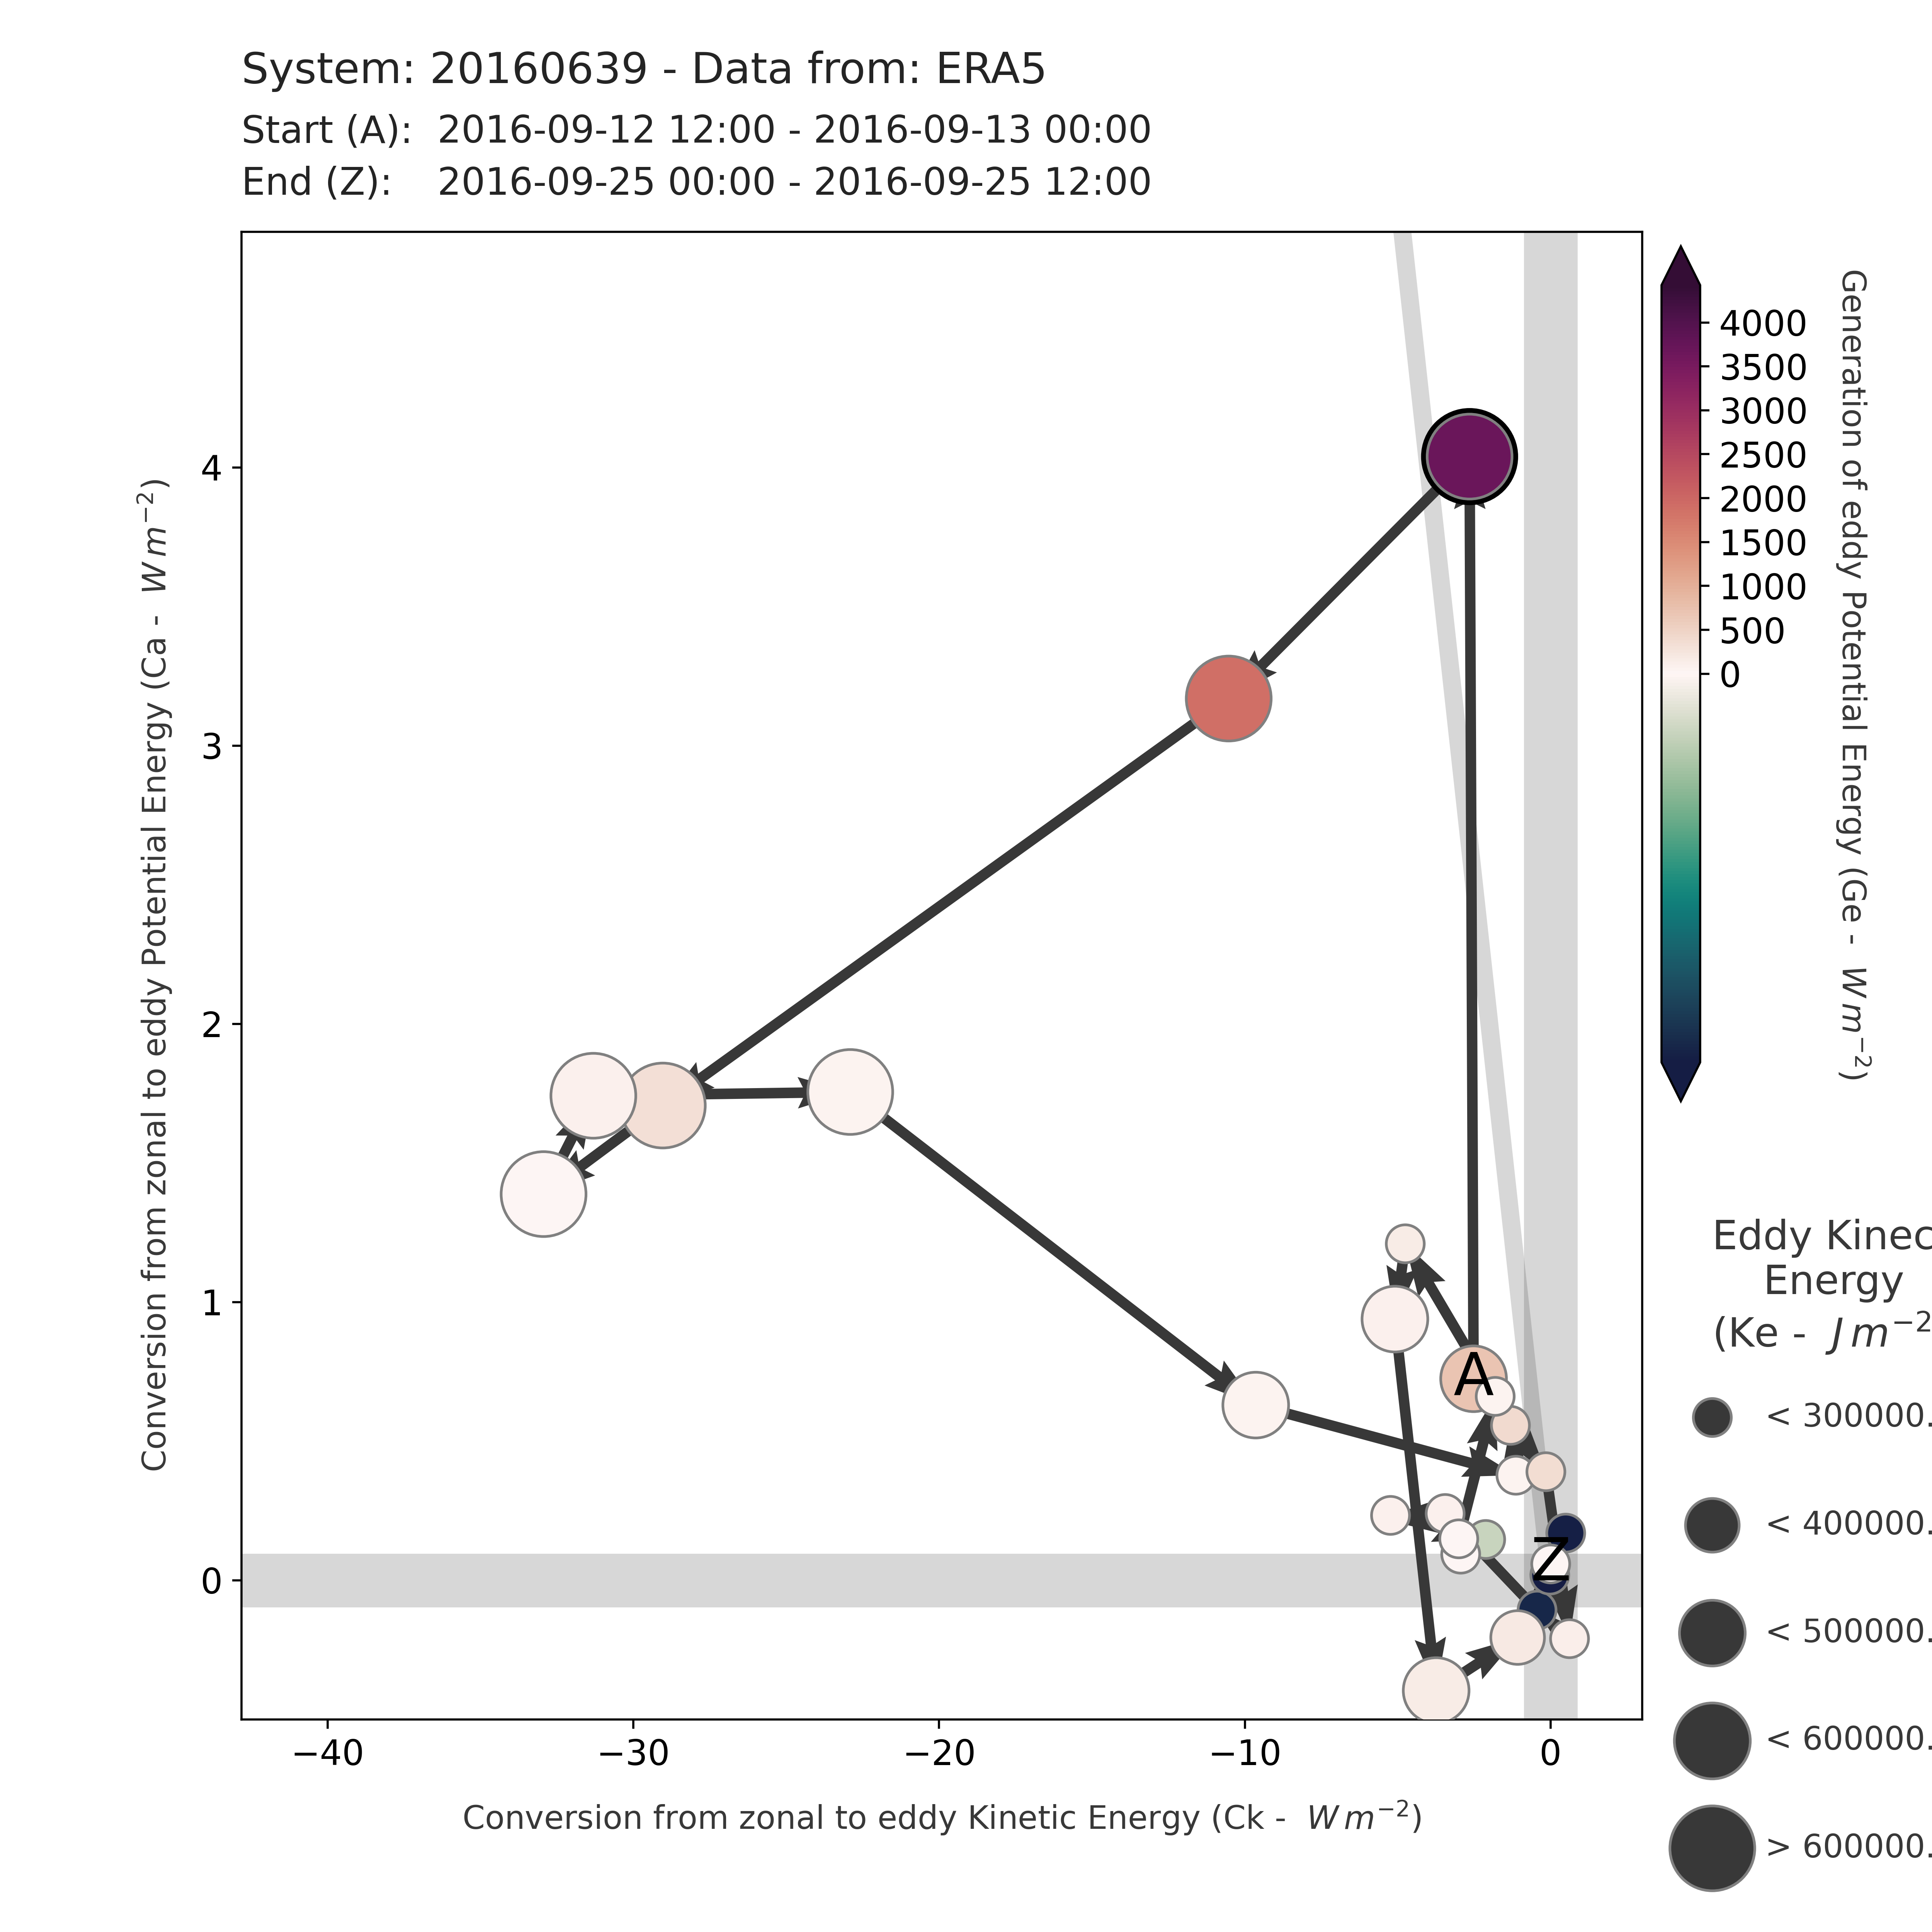 System: 20160639 - Data from: ERA5
Start (A): 2016-09-12 12:00 - 2016-09-13 00:00
End (Z): 2016-09-25 00:00 - 2016-09-25 12:00
Conversion from zonal to eddy Potential Energy (Ca - W m⁻²)
4
3
2
1
0
A
Z
−40
−30
−20
−10
0
Conversion from zonal to eddy Kinetic Energy (Ck - W m⁻²)
4000
3500
3000
2500
2000
1500
1000
500
0
Generation of eddy Potential Energy (Ge - W m⁻²)
Eddy Kinec
Energy
(Ke - J m⁻²
< 300000.
< 400000.
< 500000.
< 600000.
> 600000.